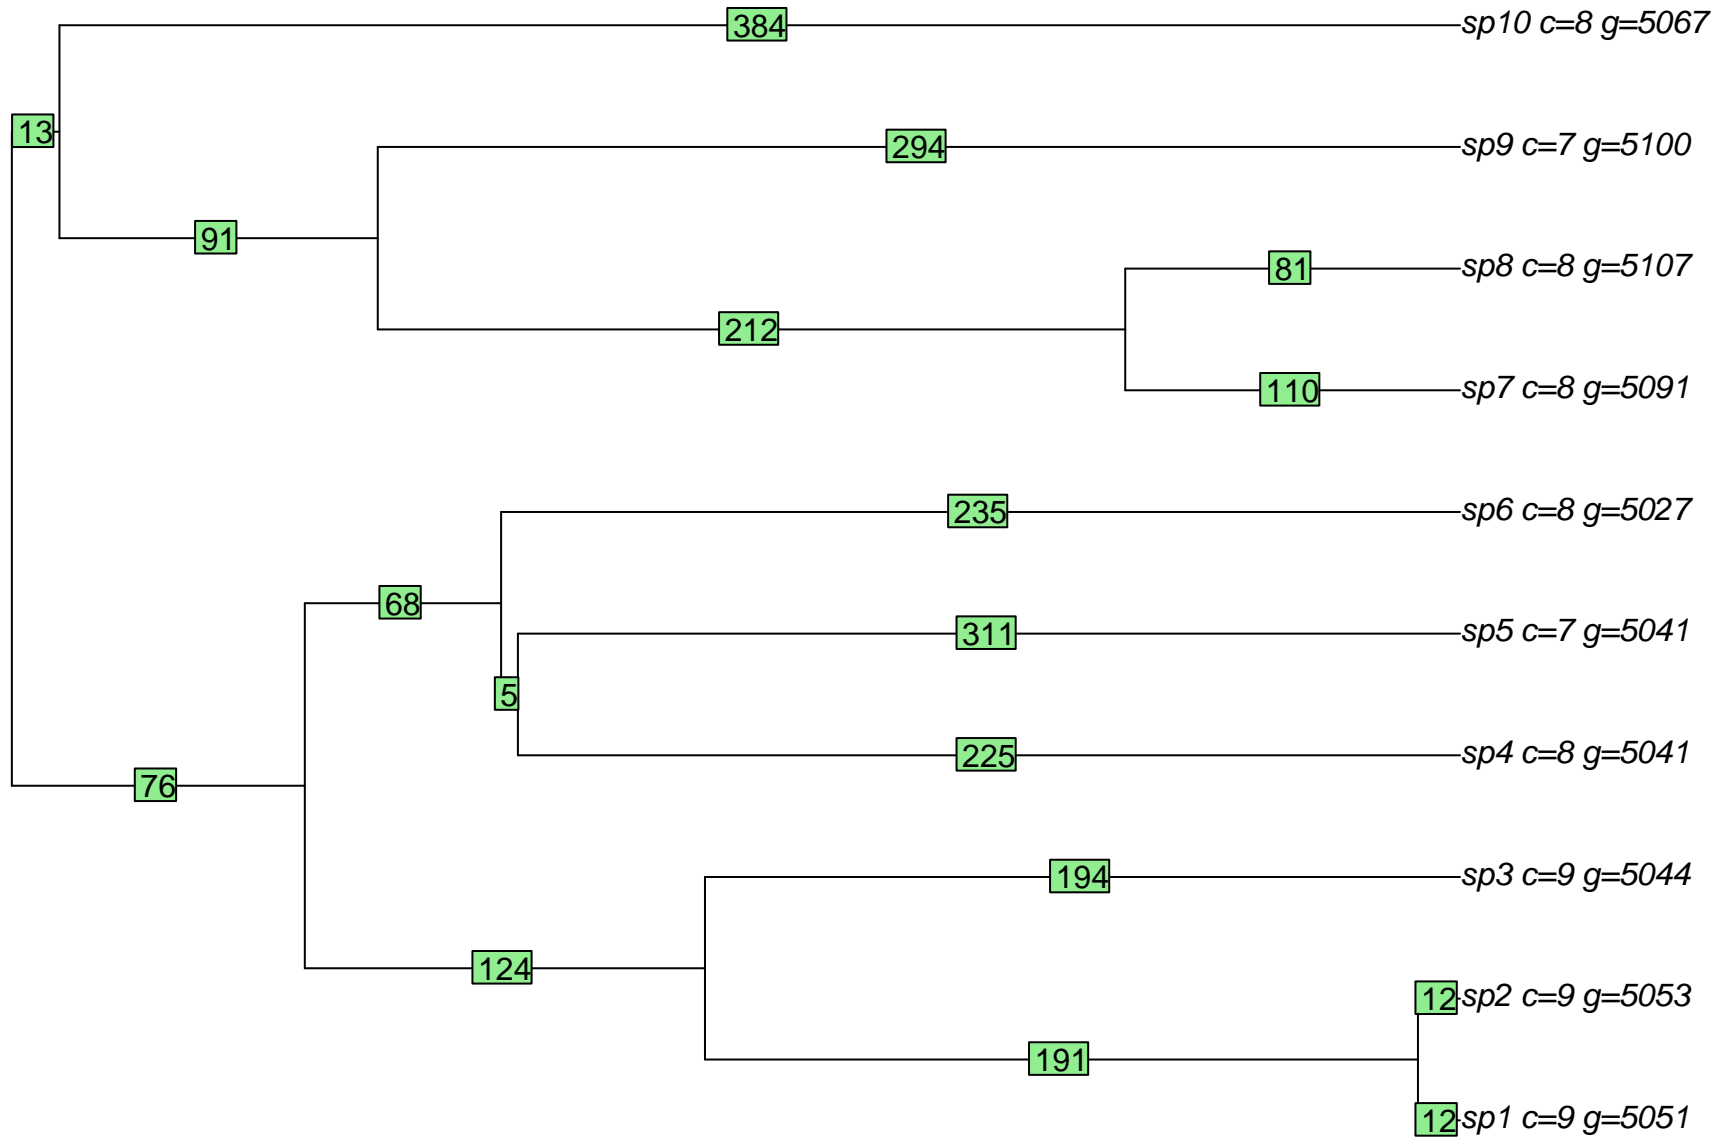 384 sp10 c=8 g=5067
13
294 sp9 c=7 g=5100
91
81 sp8 c=8 g=5107
212
110 sp7 c=8 g=5091
235 sp6 c=8 g=5027
68
311 sp5 c=7 g=5041
5
225 sp4 c=8 g=5041
76
194 sp3 c=9 g=5044
124
12 sp2 c=9 g=5053
191
12 sp1 c=9 g=5051